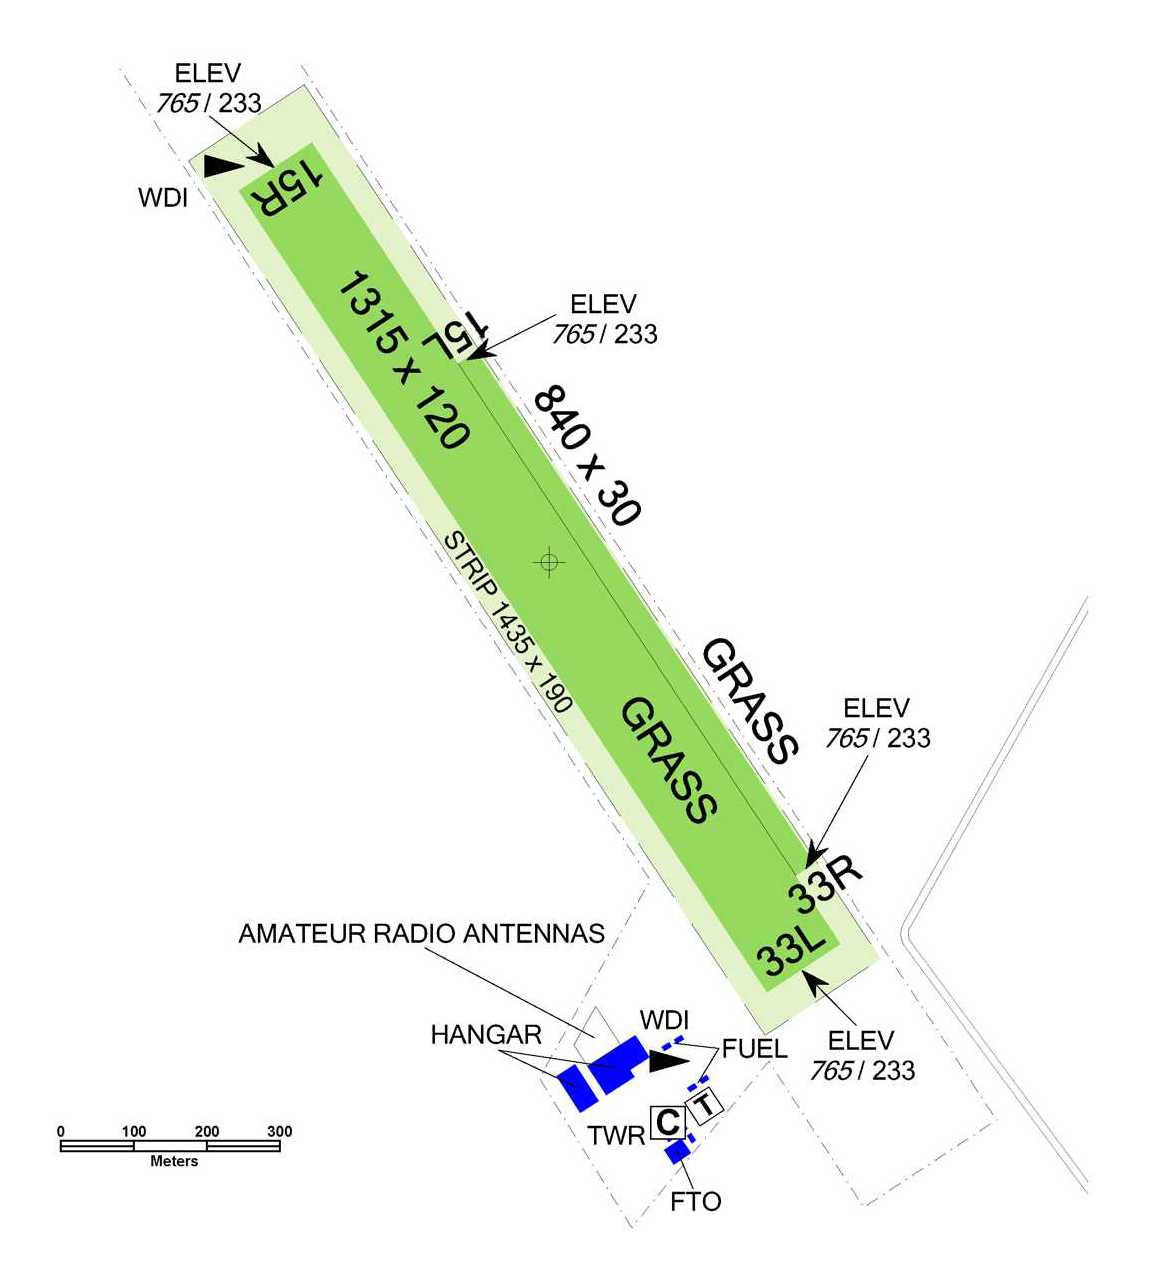 ELEV
765 / 233
WDI
15R
1315 x 120
15
L
ELEV
765 / 233
840 x 30
STRIP 1435 x 190
GRASS
GRASS
ELEV
765 / 233
33R
33L
AMATEUR RADIO ANTENNAS
HANGAR
WDI
FUEL
ELEV
765 / 233
T
C
TWR
FTO
0 100 200 300
Meters